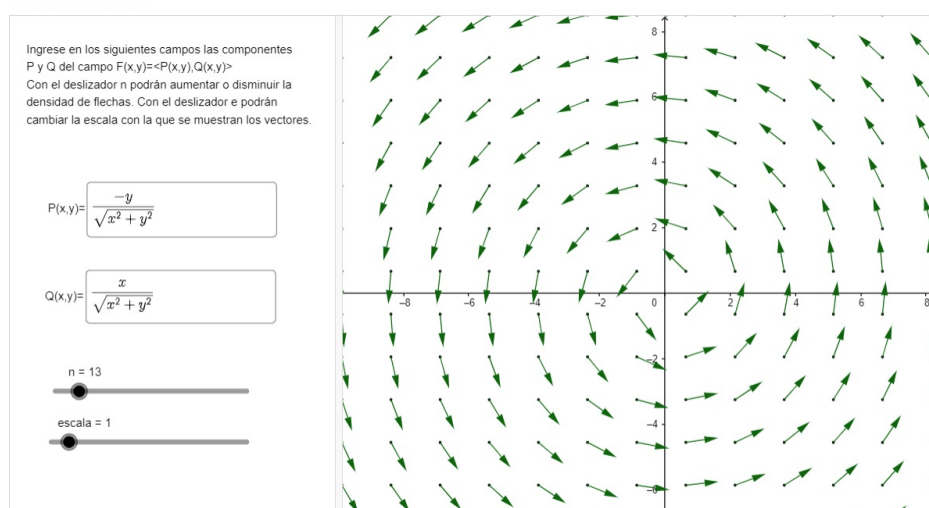 Ingrese en los siguientes campos las componentes
P y Q del campo F(x,y)=<P(x,y),Q(x,y)>
Con el deslizador n podrán aumentar o disminuir la
densidad de flechas. Con el deslizador e podrán
cambiar la escala con la que se muestran los vectores.
P(x,y)= −y / √(x² + y²)
Q(x,y)= x / √(x² + y²)
n = 13
escala = 1
8
6
4
2
−8 −6 −4 −2 0 2 4 6 8
−2
−4
−6